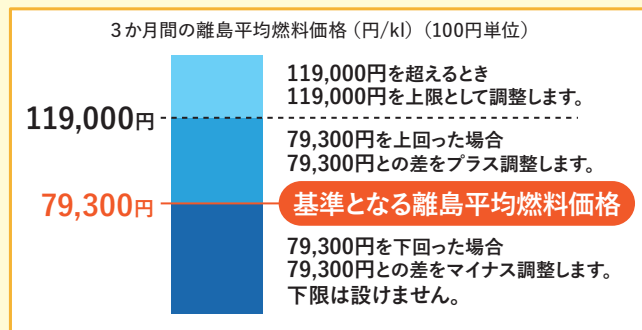 3か月間の離島平均燃料価格（円/kl）（100円単位）
119,000円を超えるとき
119,000円を上限として調整します。
119,000円
79,300円を上回った場合
79,300円との差をプラス調整します。
79,300円
基準となる離島平均燃料価格
79,300円を下回った場合
79,300円との差をマイナス調整します。
下限は設けません。